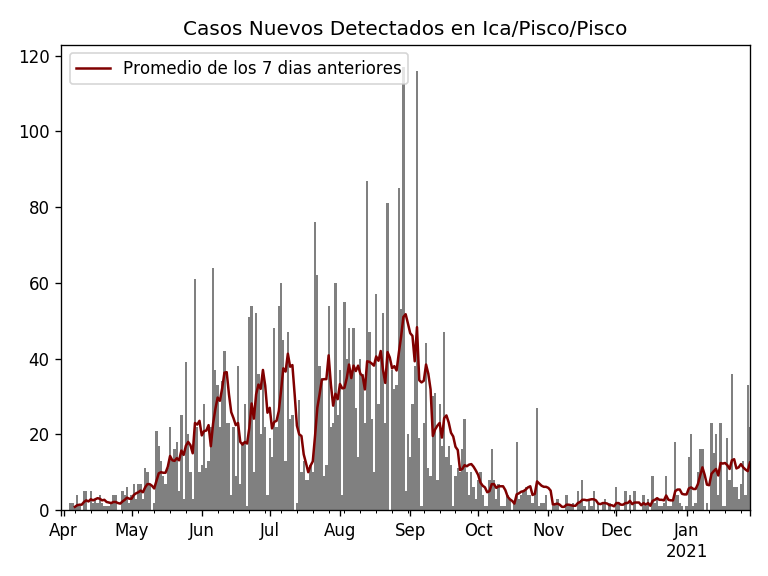 Casos Nuevos Detectados en Ica/Pisco/Pisco
Promedio de los 7 dias anteriores
120
100
80
60
40
20
0
Apr May Jun Jul Aug Sep Oct Nov Dec Jan
2021